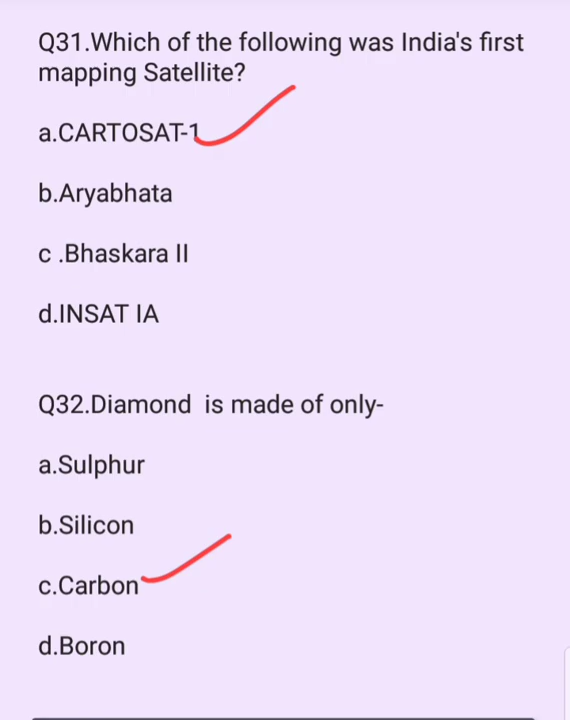 Q31.Which of the following was India's first
mapping Satellite?
a.CARTOSAT-1
b.Aryabhata
c .Bhaskara II
d.INSAT IA
Q32.Diamond is made of only-
a.Sulphur
b.Silicon
c.Carbon
d.Boron